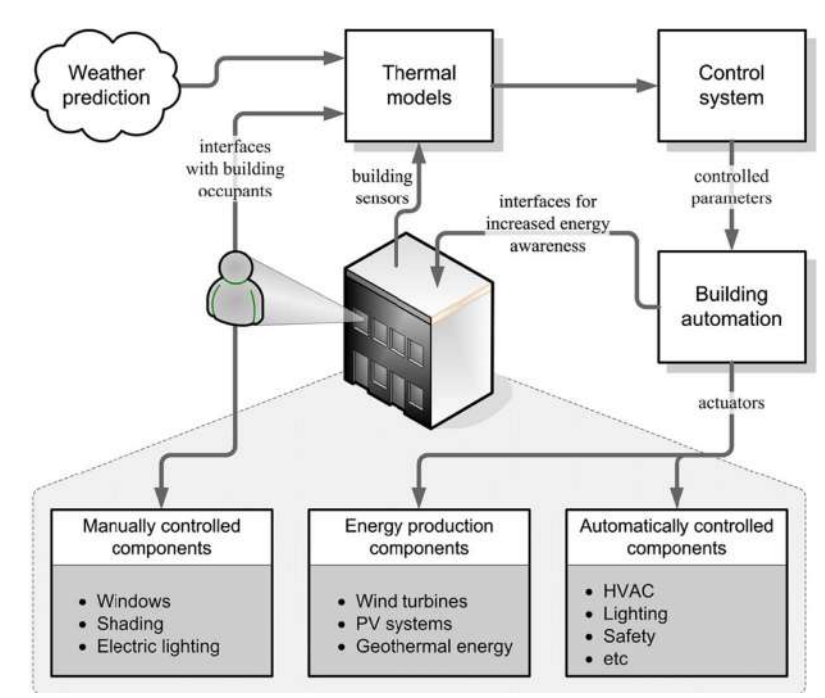 Weather
prediction
Thermal
models
Control
system
interfaces
with building
occupants
building
sensors
interfaces for
increased energy
awareness
controlled
parameters
Building
automation
actuators
Manually controlled
components
• Windows
• Shading
• Electric lighting
Energy production
components
• Wind turbines
• PV systems
• Geothermal energy
Automatically controlled
components
• HVAC
• Lighting
• Safety
• etc